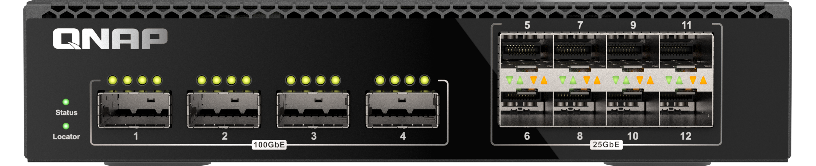 QNAP
5 7 9 11
Status
Locator
1 2 3 4
6 8 10 12
100GbE
25GbE